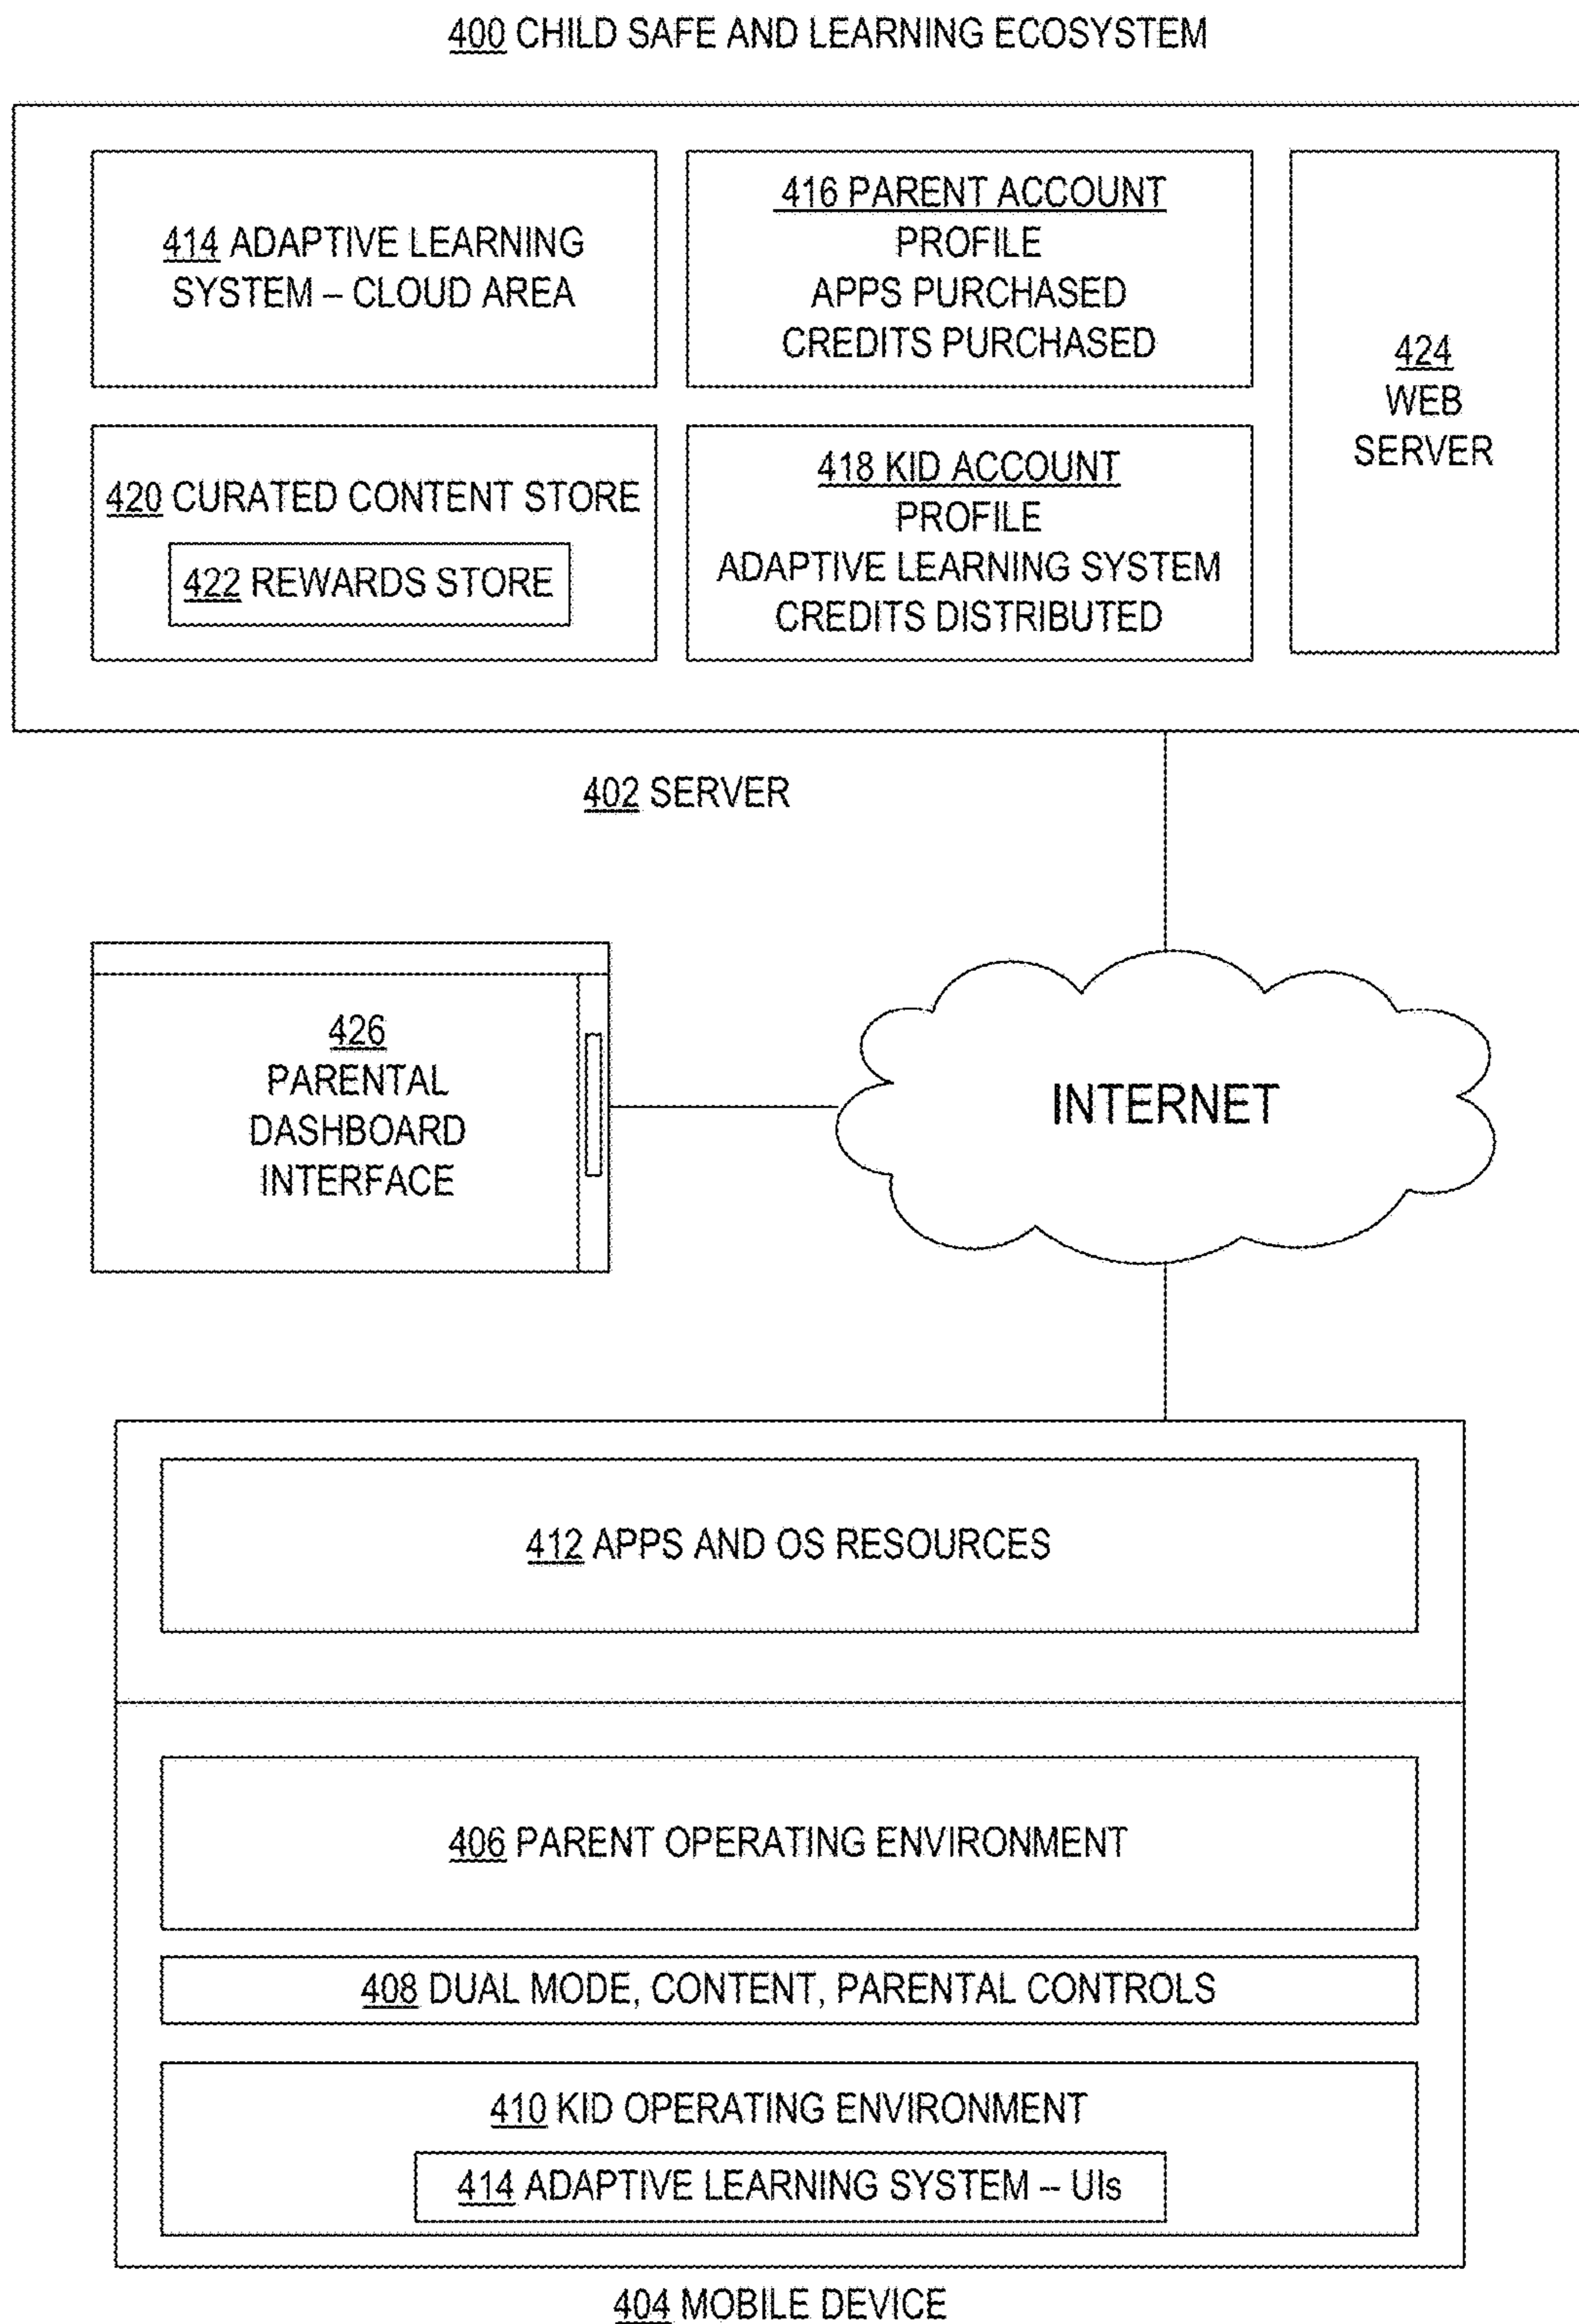 400 CHILD SAFE AND LEARNING ECOSYSTEM
414 ADAPTIVE LEARNING
SYSTEM – CLOUD AREA
416 PARENT ACCOUNT
PROFILE
APPS PURCHASED
CREDITS PURCHASED
424
WEB
SERVER
420 CURATED CONTENT STORE
422 REWARDS STORE
418 KID ACCOUNT
PROFILE
ADAPTIVE LEARNING SYSTEM
CREDITS DISTRIBUTED
402 SERVER
426
PARENTAL
DASHBOARD
INTERFACE
INTERNET
412 APPS AND OS RESOURCES
406 PARENT OPERATING ENVIRONMENT
408 DUAL MODE, CONTENT, PARENTAL CONTROLS
410 KID OPERATING ENVIRONMENT
414 ADAPTIVE LEARNING SYSTEM -- UIs
404 MOBILE DEVICE